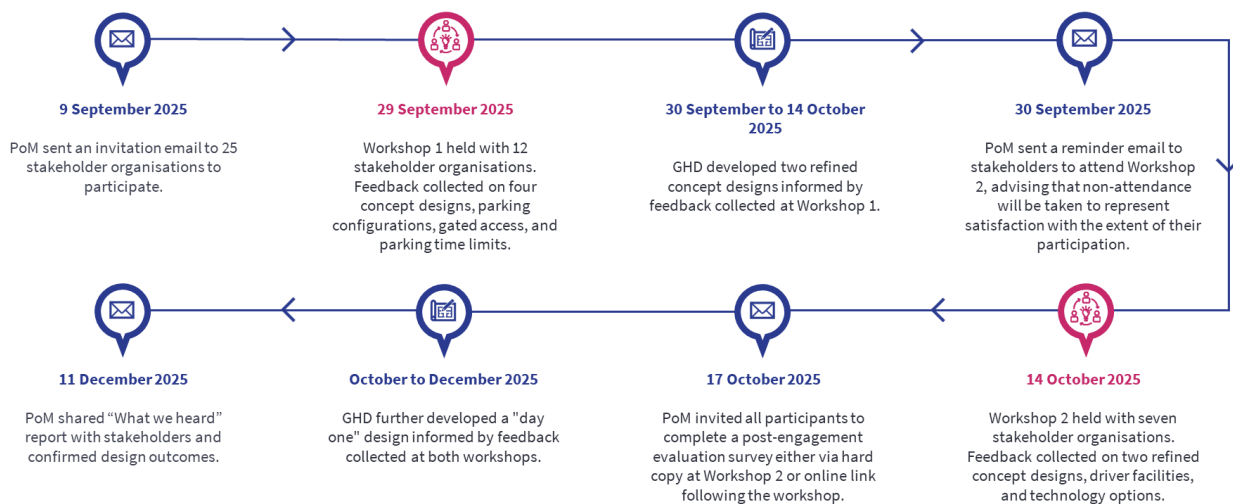 9 September 2025
PoM sent an invitation email to 25
stakeholder organisations to
participate.
29 September 2025
Workshop 1 held with 12
stakeholder organisations.
Feedback collected on four
concept designs, parking
configurations, gated access, and
parking time limits.
30 September to 14 October
2025
GHD developed two refined
concept designs informed by
feedback collected at Workshop 1.
30 September 2025
PoM sent a reminder email to
stakeholders to attend Workshop
2, advising that non-attendance
will be taken to represent
satisfaction with the extent of their
participation.
14 October 2025
Workshop 2 held with seven
stakeholder organisations.
Feedback collected on two refined
concept designs, driver facilities,
and technology options.
17 October 2025
PoM invited all participants to
complete a post-engagement
evaluation survey either via hard
copy at Workshop 2 or online link
following the workshop.
October to December 2025
GHD further developed a "day
one" design informed by feedback
collected at both workshops.
11 December 2025
PoM shared “What we heard”
report with stakeholders and
confirmed design outcomes.